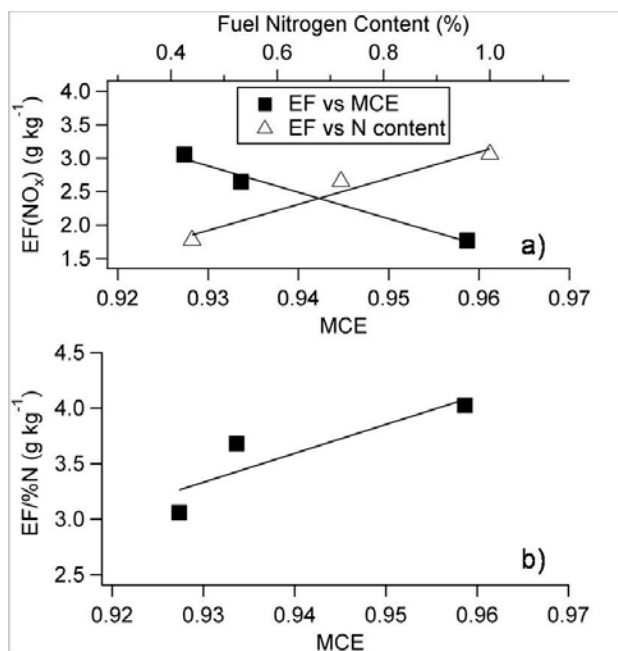 Fuel Nitrogen Content (%)
0.4 0.6 0.8 1.0
EF(NOx) (g kg-1)
4.0
3.5
3.0
2.5
2.0
1.5
■ EF vs MCE
△ EF vs N content
a)
0.92 0.93 0.94 0.95 0.96 0.97
MCE
EF/%N (g kg-1)
4.5
4.0
3.5
3.0
2.5
b)
0.92 0.93 0.94 0.95 0.96 0.97
MCE